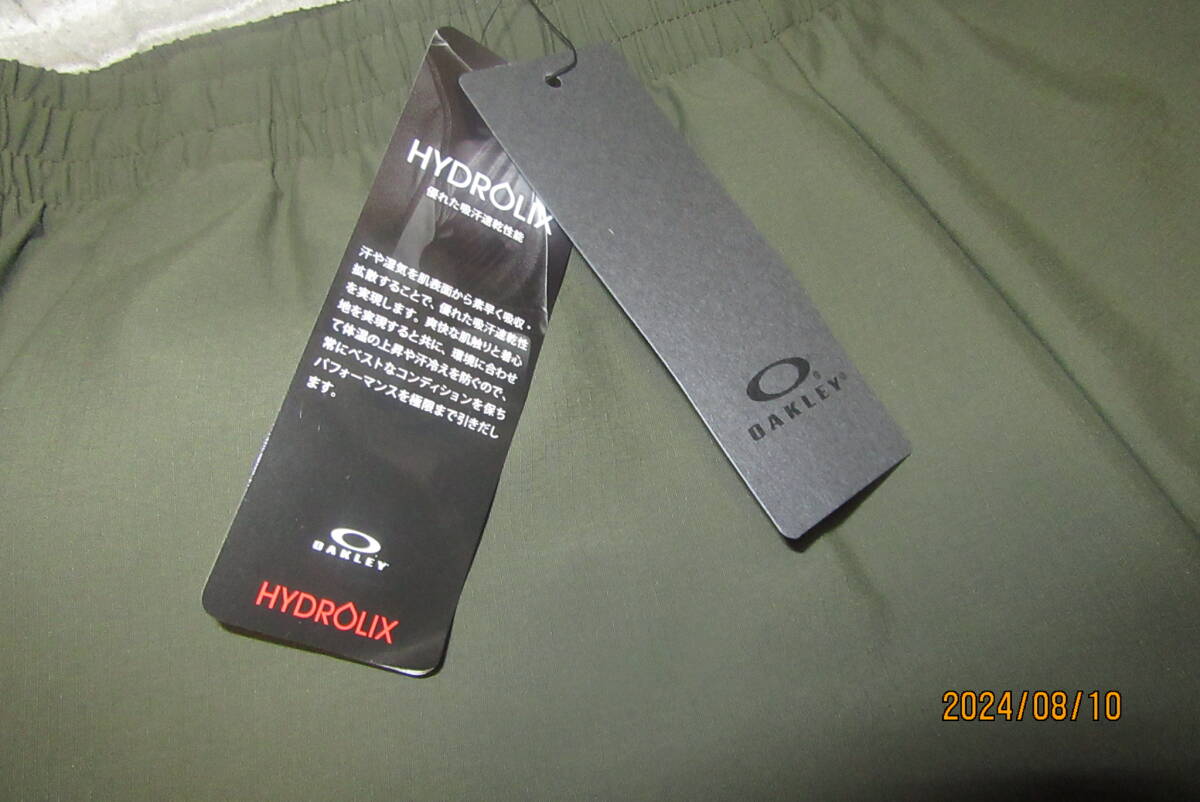 HYDROLIX
優れた吸汗速乾性能
汗や湿気を肌表面から素早く吸収・
拡散することで、優れた吸汗速乾性
を実現します。爽快な肌触りと着心
地を実現すると共に、環境に合わせ
て体温の上昇や汗冷えを防ぐので、
常にベストなコンディションを保ち
パフォーマンスを極限まで引きだし
ます。
OAKLEY
HYDROLIX
OAKLEY®
2024/08/10